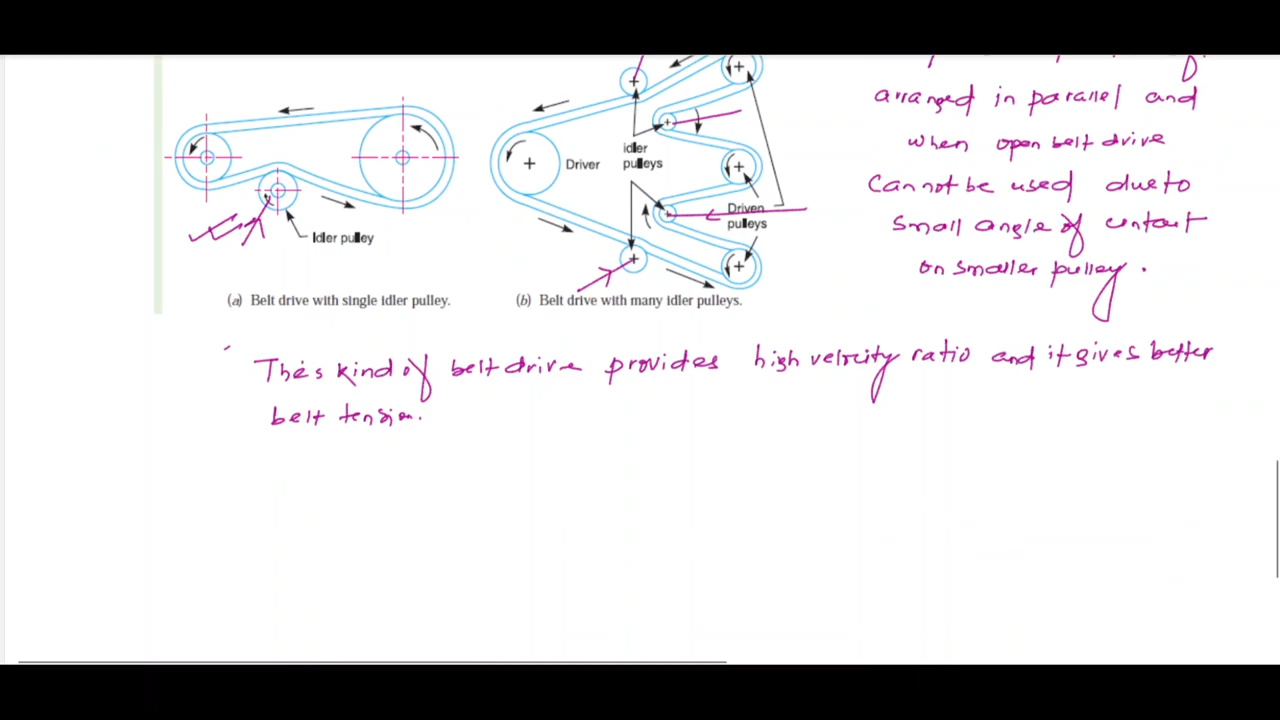 arranged in parallel and
when open belt drive
cannot be used due to
small angle of contact
on smaller pulley.
idler
pulleys
Driver
Driven
pulleys
Idler pulley
(a) Belt drive with single idler pulley.
(b) Belt drive with many idler pulleys.
This kind of belt drive provides high velocity ratio and it gives better
belt tension.